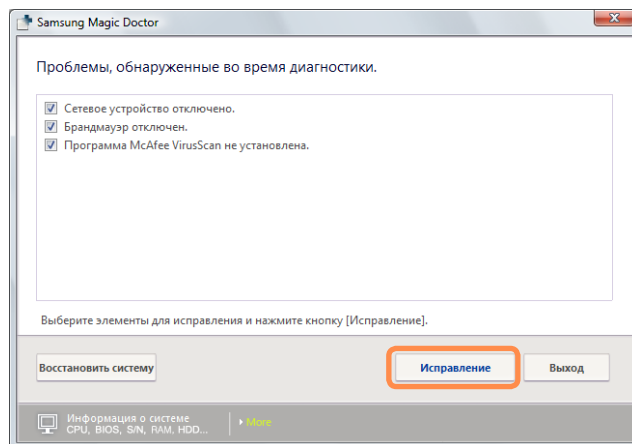 Samsung Magic Doctor
Проблемы, обнаруженные во время диагностики.
Сетевое устройство отключено.
Брандмауэр отключен.
Программа McAfee VirusScan не установлена.
Выберите элементы для исправления и нажмите кнопку [Исправление].
Восстановить систему
Исправление
Выход
Информация о системе
CPU, BIOS, S/N, RAM, HDD...
More